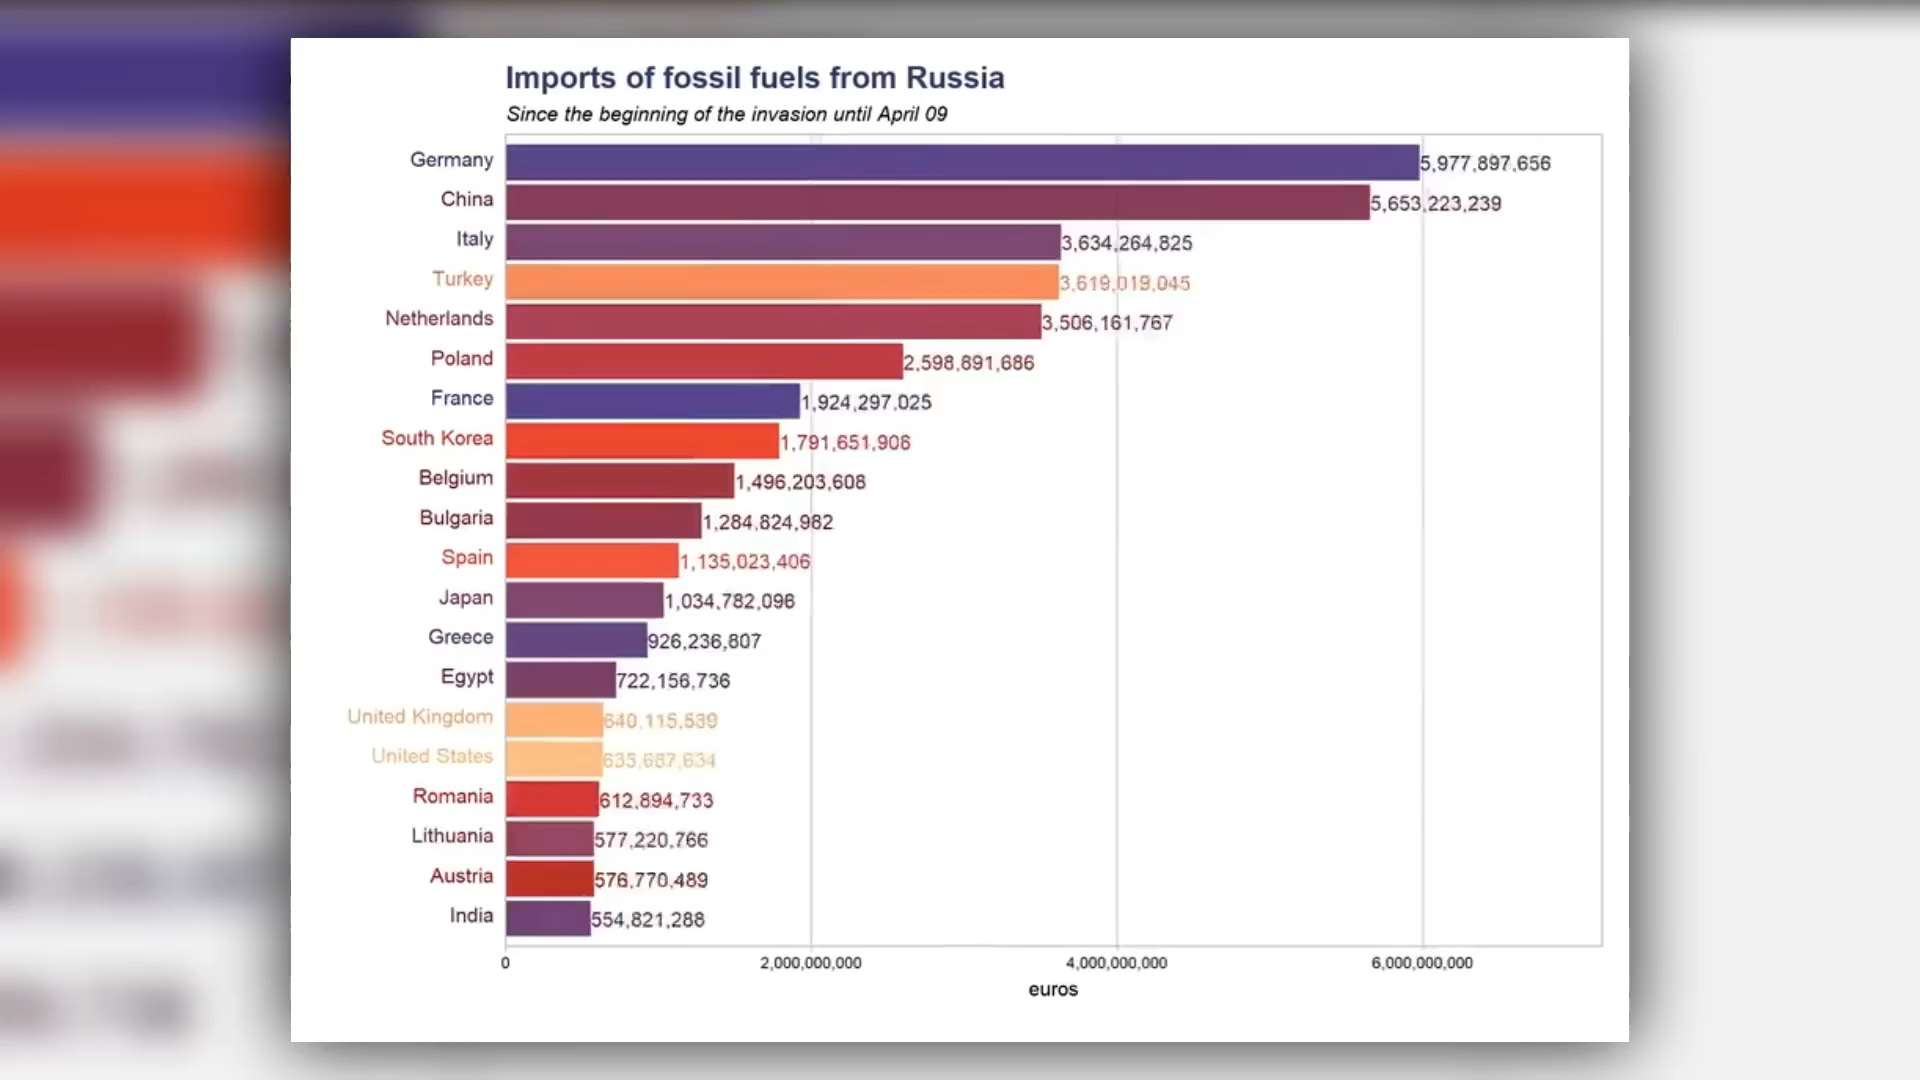 Imports of fossil fuels from Russia
Since the beginning of the invasion until April 09
Germany 5,977,897,656
China 5,653,223,239
Italy 3,634,264,825
Turkey 3,619,019,045
Netherlands 3,506,161,767
Poland 2,598,891,686
France 1,924,297,025
South Korea 1,791,651,906
Belgium 1,496,203,608
Bulgaria 1,284,824,982
Spain 1,135,023,406
Japan 1,034,782,096
Greece 926,236,807
Egypt 722,156,736
United Kingdom 640,115,539
United States 635,687,634
Romania 612,894,733
Lithuania 577,220,766
Austria 576,770,489
India 554,821,288
0 2,000,000,000 4,000,000,000 6,000,000,000
euros